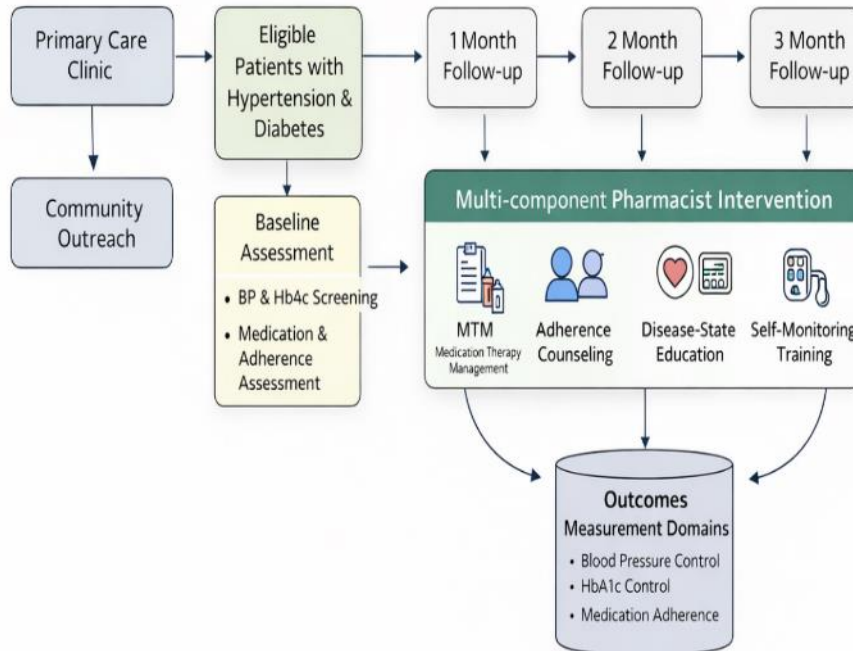 Primary Care
Clinic
Community
Outreach
Eligible
Patients with
Hypertension &
Diabetes
Baseline
Assessment
• BP & Hb4c Screening
• Medication &
Adherence
Assessment
1 Month
Follow-up
2 Month
Follow-up
3 Month
Follow-up
Multi-component Pharmacist Intervention
MTM
Medication Therapy
Management
Adherence
Counseling
Disease-State
Education
Self-Monitoring
Training
Outcomes
Measurement Domains
• Blood Pressure Control
• HbA1c Control
• Medication Adherence